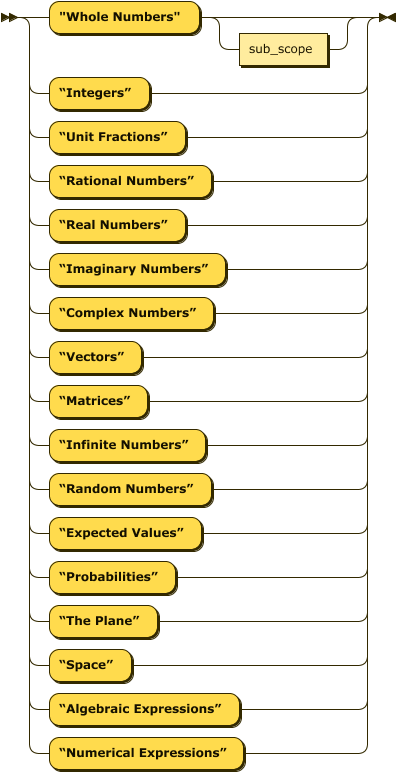 "Whole Numbers"
sub_scope
“Integers”
“Unit Fractions”
“Rational Numbers”
“Real Numbers”
“Imaginary Numbers”
“Complex Numbers”
“Vectors”
“Matrices”
“Infinite Numbers”
“Random Numbers”
“Expected Values”
“Probabilities”
“The Plane”
“Space”
“Algebraic Expressions”
“Numerical Expressions”